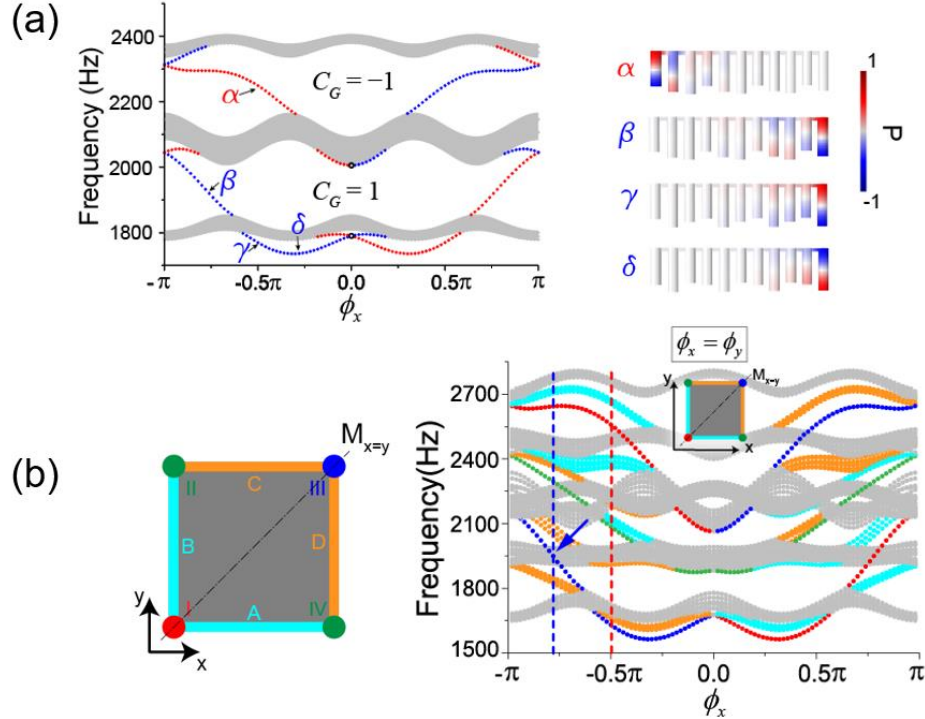 (a)
2400
2200
2000
1800
Frequency (Hz)
α
β
γ
δ
C_G = −1
C_G = 1
-π
-0.5π
0.0
0.5π
π
ϕ_x
α
β
γ
δ
1
P
-1
(b)
M_{x=y}
II
C
III
B
D
I
A
IV
y
x
ϕ_x = ϕ_y
y
M_{x=y}
x
2700
2400
2100
1800
1500
Frequency(Hz)
-π
-0.5π
0.0
0.5π
π
ϕ_x